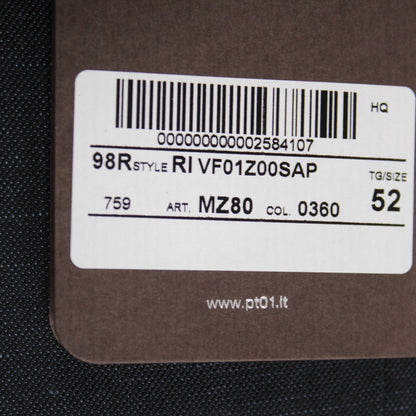 HQ
000000000002584107
98R STYLE RI VF01Z00SAP
TG/SIZE
759 ART. MZ80 COL. 0360 52
www.pt01.it